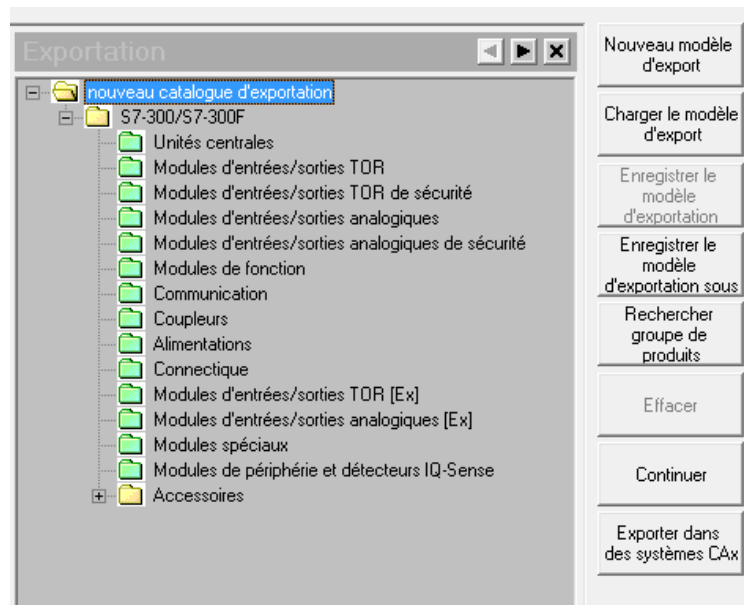 Exportation
nouveau catalogue d'exportation
S7-300/S7-300F
Unités centrales
Modules d'entrées/sorties TOR
Modules d'entrées/sorties TOR de sécurité
Modules d'entrées/sorties analogiques
Modules d'entrées/sorties analogiques de sécurité
Modules de fonction
Communication
Coupleurs
Alimentations
Connectique
Modules d'entrées/sorties TOR [Ex]
Modules d'entrées/sorties analogiques [Ex]
Modules spéciaux
Modules de périphérie et détecteurs IQ-Sense
Accessoires
Nouveau modèle
d'export
Charger le modèle
d'export
Enregistrer le
modèle
d'exportation
Enregistrer le
modèle
d'exportation sous
Rechercher
groupe de
produits
Effacer
Continuer
Exporter dans
des systèmes CAx